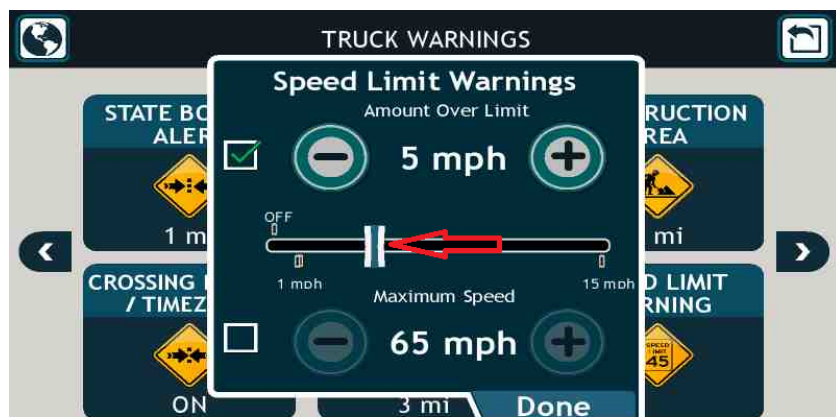 TRUCK WARNINGS
Speed Limit Warnings
Amount Over Limit
5 mph
OFF
1 mph
15 mph
Maximum Speed
65 mph
Done
STATE BO
ALER
1 m
RUCTION
REA
mi
CROSSING
/ TIMEZ
ON
3 mi
D LIMIT
RNING
SPEED
LIMIT
45